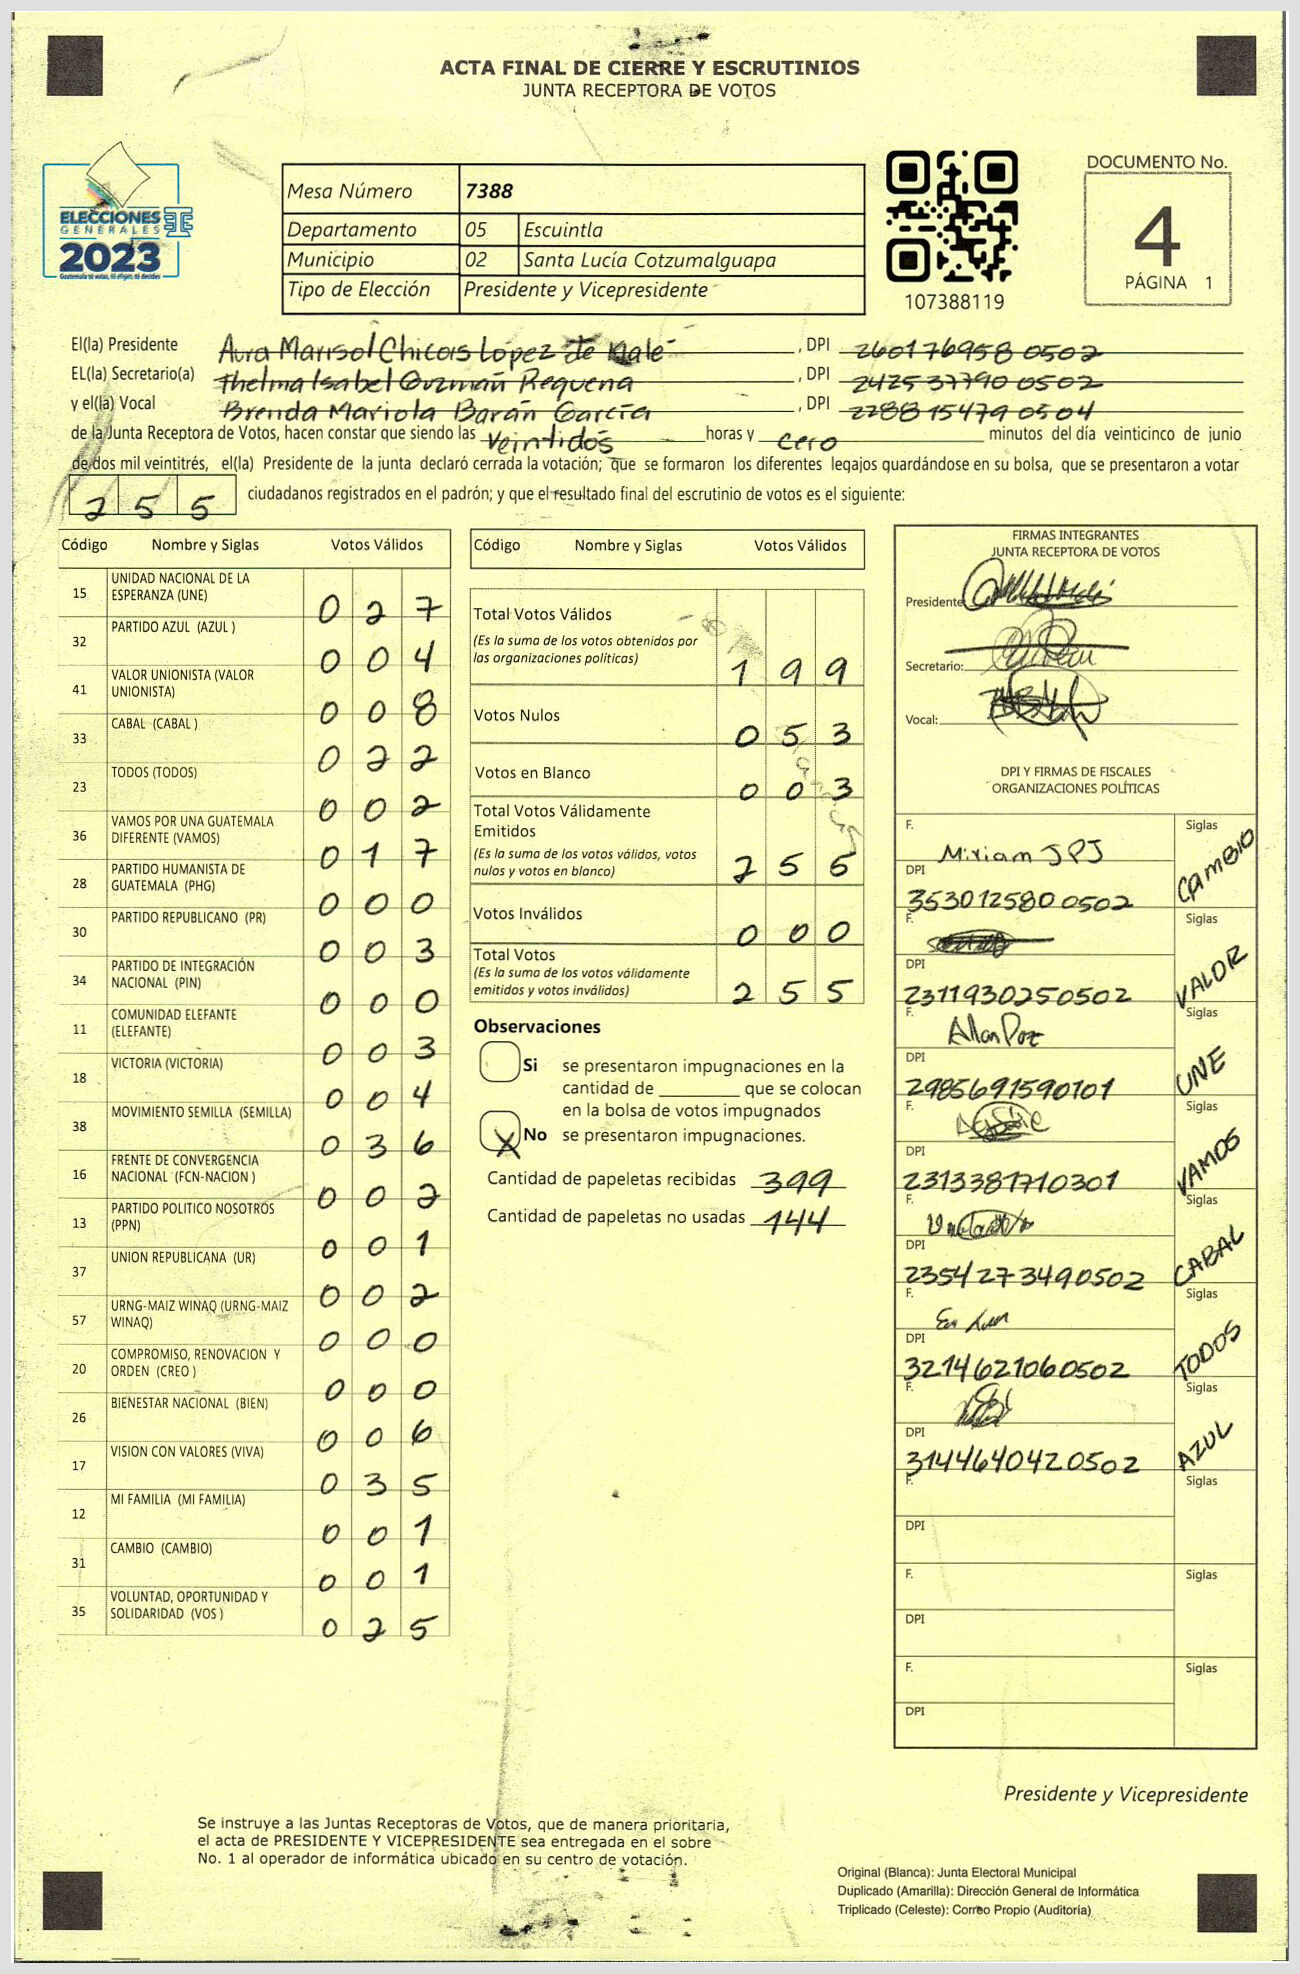 ACTA FINAL DE CIERRE Y ESCRUTINIOS
JUNTA RECEPTORA DE VOTOS
ELECCIONES
GENERALES
2023
Guatemala te votas, tú eliges, tú decides
TSE
Mesa Número 7388
Departamento 05 Escuintla
Municipio 02 Santa Lucía Cotzumalguapa
Tipo de Elección Presidente y Vicepresidente
107388119
DOCUMENTO No.
4
PÁGINA 1
El(la) Presidente Aura Marisol Chicas López de Malé , DPI 2601 76958 0502
EL(la) Secretario(a) Thelma Isabel Guzmán Requena , DPI 2425 37790 0502
y el(la) Vocal Brenda Mariola Barán García , DPI 2288 15479 0504
de la Junta Receptora de Votos, hacen constar que siendo las veintidós horas y cero minutos del día veinticinco de junio
de dos mil veintitrés, el(la) Presidente de la junta declaró cerrada la votación; que se formaron los diferentes legajos guardándose en su bolsa, que se presentaron a votar
255 ciudadanos registrados en el padrón; y que el resultado final del escrutinio de votos es el siguiente:
Código Nombre y Siglas Votos Válidos
15 UNIDAD NACIONAL DE LA ESPERANZA (UNE) 0 2 7
32 PARTIDO AZUL (AZUL ) 0 0 4
41 VALOR UNIONISTA (VALOR UNIONISTA) 0 0 8
33 CABAL (CABAL ) 0 2 2
23 TODOS (TODOS) 0 0 2
36 VAMOS POR UNA GUATEMALA DIFERENTE (VAMOS) 0 1 7
28 PARTIDO HUMANISTA DE GUATEMALA (PHG) 0 0 0
30 PARTIDO REPUBLICANO (PR) 0 0 3
34 PARTIDO DE INTEGRACIÓN NACIONAL (PIN) 0 0 0
11 COMUNIDAD ELEFANTE (ELEFANTE) 0 0 3
18 VICTORIA (VICTORIA) 0 0 4
38 MOVIMIENTO SEMILLA (SEMILLA) 0 3 6
16 FRENTE DE CONVERGENCIA NACIONAL (FCN-NACION ) 0 0 2
13 PARTIDO POLITICO NOSOTROS (PPN) 0 0 1
37 UNION REPUBLICANA (UR) 0 0 2
57 URNG-MAIZ WINAQ (URNG-MAIZ WINAQ) 0 0 0
20 COMPROMISO, RENOVACION Y ORDEN (CREO ) 0 0 0
26 BIENESTAR NACIONAL (BIEN) 0 0 6
17 VISION CON VALORES (VIVA) 0 3 5
12 MI FAMILIA (MI FAMILIA) 0 0 1
31 CAMBIO (CAMBIO) 0 0 1
35 VOLUNTAD, OPORTUNIDAD Y SOLIDARIDAD (VOS ) 0 2 5
Código Nombre y Siglas Votos Válidos
Total Votos Válidos
(Es la suma de los votos obtenidos por
las organizaciones políticas) 1 9 9
Votos Nulos 0 5 3
Votos en Blanco 0 0 3
Total Votos Válidamente
Emitidos
(Es la suma de los votos válidos, votos
nulos y votos en blanco) 2 5 5
Votos Inválidos 0 0 0
Total Votos
(Es la suma de los votos válidamente
emitidos y votos inválidos) 2 5 5
Observaciones
Si se presentaron impugnaciones en la
cantidad de ________ que se colocan
en la bolsa de votos impugnados
X No se presentaron impugnaciones.
Cantidad de papeletas recibidas 399
Cantidad de papeletas no usadas 144
FIRMAS INTEGRANTES
JUNTA RECEPTORA DE VOTOS
Presidente:
Secretario:
Vocal:
DPI Y FIRMAS DE FISCALES
ORGANIZACIONES POLÍTICAS
F. Miriam JPJ Siglas CAMBIO
DPI 353012580 0502
F. Siglas VALOR
DPI 2311930250502
F. Allan Poz Siglas UNE
DPI 2985691590101
F. Siglas VAMOS
DPI 2313381710301
F. Siglas CABAL
DPI 2354273490502
F. Siglas TODOS
DPI 3214621060502
F. Siglas AZUL
DPI 3144640420502
F. Siglas
DPI
F. Siglas
DPI
F. Siglas
DPI
Presidente y Vicepresidente
Se instruye a las Juntas Receptoras de Votos, que de manera prioritaria,
el acta de PRESIDENTE Y VICEPRESIDENTE sea entregada en el sobre
No. 1 al operador de informática ubicado en su centro de votación.
Original (Blanca): Junta Electoral Municipal
Duplicado (Amarilla): Dirección General de Informática
Triplicado (Celeste): Correo Propio (Auditoría)